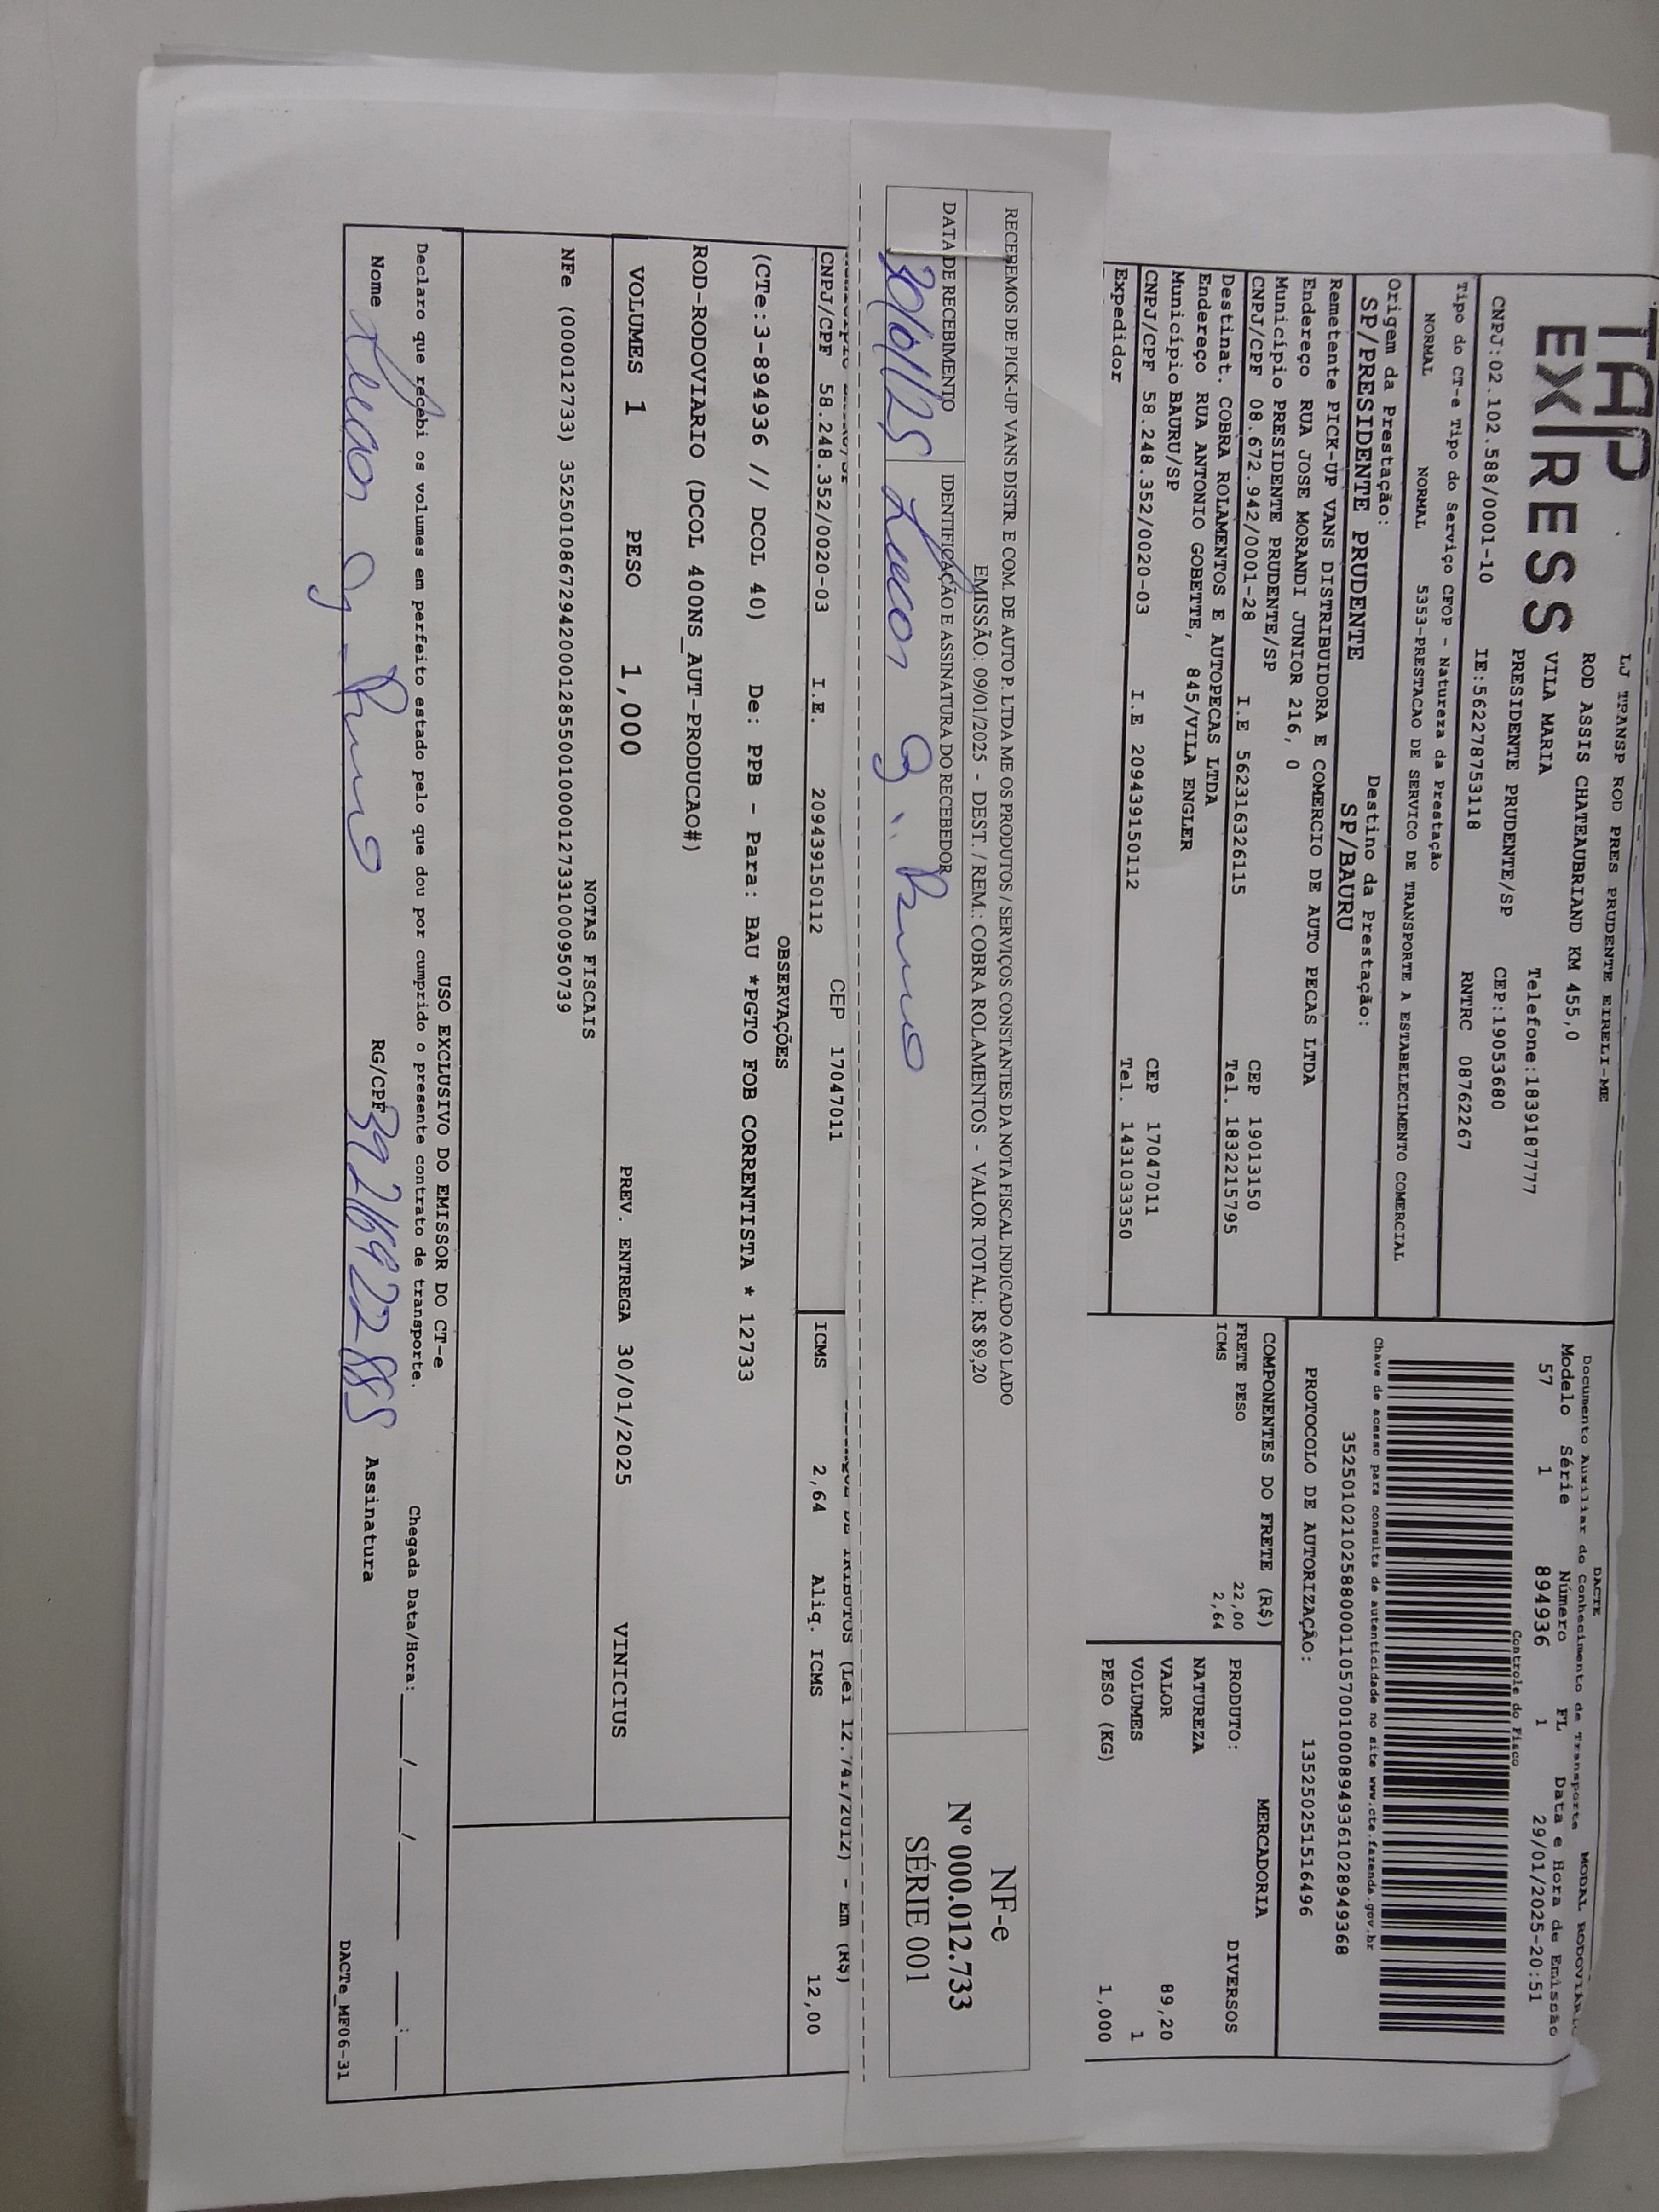 TAP
EXPRESS
LJ TRANSP ROD PRES PRUDENTE EIRELI-ME
ROD ASSIS CHATEAUBRIAND KM 455,0
VILA MARIA Telefone:1839187777
PRESIDENTE PRUDENTE/SP CEP:19053680
CNPJ:02.102.588/0001-10 IE:562278753118 RNTRC 08762267
Tipo do CT-e Tipo do Serviço CFOP - Natureza da Prestação
NORMAL NORMAL 5353-PRESTACAO DE SERVICO DE TRANSPORTE A ESTABELECIMENTO COMERCIAL
Origem da Prestação: Destino da Prestação:
SP/PRESIDENTE PRUDENTE SP/BAURU
Remetente PICK-UP VANS DISTRIBUIDORA E COMERCIO DE AUTO PECAS LTDA
Endereço RUA JOSE MORANDI JUNIOR 216, 0
Município PRESIDENTE PRUDENTE/SP CEP 19013150
CNPJ/CPF 08.672.942/0001-28 I.E 562316326115 Tel. 1832215795
Destinat. COBRA ROLAMENTOS E AUTOPECAS LTDA
Endereço RUA ANTONIO GOBETTE, 845/VILA ENGLER
Município BAURU/SP CEP 17047011
CNPJ/CPF 58.248.352/0020-03 I.E 209439150112 Tel. 1431033350
Expedidor
DACTE
Documento Auxiliar do Conhecimento de Transporte MODAL RODOVIÁRIO
Modelo Série Número FL Data e Hora de Emissão
57 1 894936 1 29/01/2025-20:51
Controle do Fisco
Chave de acesso para consulta de autenticidade no site www.cte.fazenda.gov.br
35250102102588000110570010008949361028949368
PROTOCOLO DE AUTORIZAÇÃO: 135250251516496
COMPONENTES DO FRETE (R$)
FRETE PESO 22,00
ICMS 2,64
MERCADORIA
PRODUTO: DIVERSOS
NATUREZA
VALOR 89,20
VOLUMES 1
PESO (KG) 1,000
RECEBEMOS DE PICK-UP VANS DISTR. E COM. DE AUTO P. LTDA ME OS PRODUTOS / SERVIÇOS CONSTANTES DA NOTA FISCAL INDICADO AO LADO
EMISSÃO: 09/01/2025 - DEST. / REM.: COBRA ROLAMENTOS - VALOR TOTAL: R$ 89,20
DATA DE RECEBIMENTO IDENTIFICAÇÃO E ASSINATURA DO RECEBEDOR
NF-e
Nº 000.012.733
SÉRIE 001
CEP 17047011
DE TRIBUTOS (Lei 12.741/2012) - Em (R$)
CNPJ/CPF 58.248.352/0020-03 I.E. 209439150112 ICMS 2,64 Aliq. ICMS 12,00
OBSERVAÇÕES
(CTe:3-894936 // DCOL 40) De: PPB - Para: BAU *PGTO FOB CORRENTISTA * 12733
ROD-RODOVIARIO (DCOL 400NS_AUT-PRODUCAO#)
VOLUMES 1 PESO 1,000 PREV. ENTREGA 30/01/2025 VINICIUS
NOTAS FISCAIS
NFe (000012733) 35250108672942000128550010000127331000950739
USO EXCLUSIVO DO EMISSOR DO CT-e
Declaro que recebi os volumes em perfeito estado pelo que dou por cumprido o presente contrato de transporte. Chegada Data/Hora:____/____/____ ___:___
Nome RG/CPF Assinatura
DACTe_MF06-31